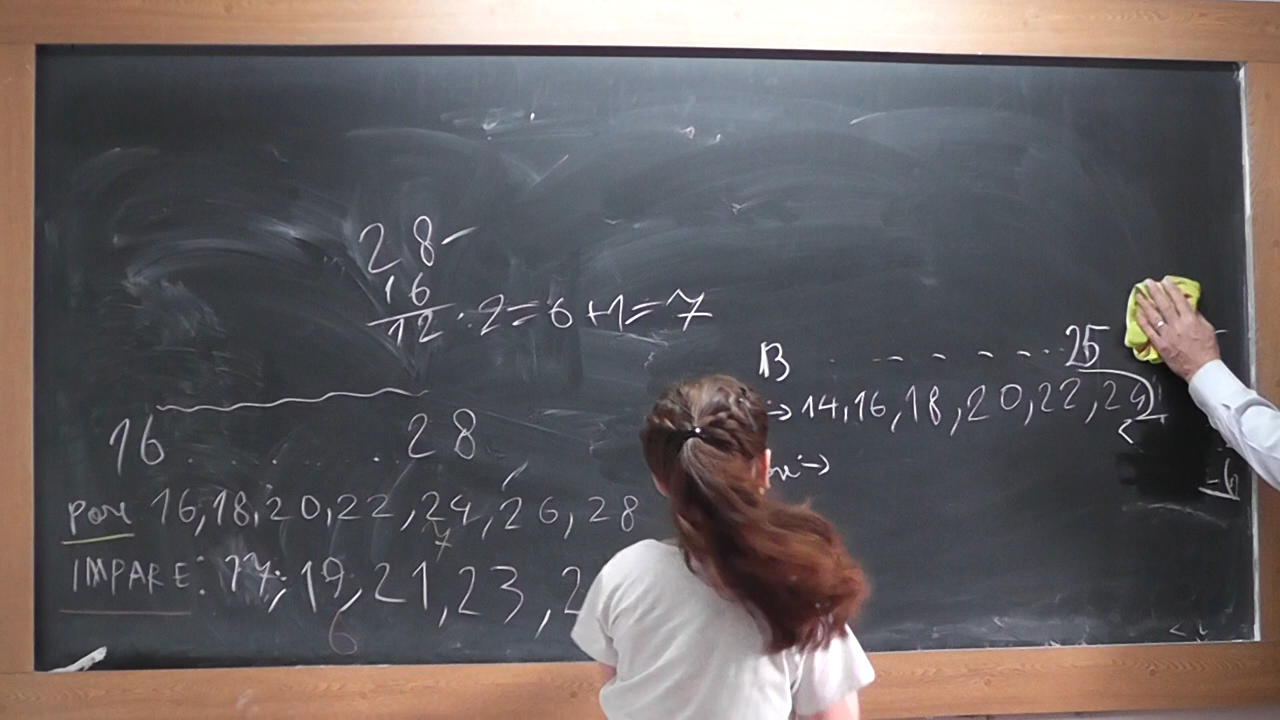 28-
16
12:2=6+1=7
16 . . . . . 28
pare 16,18,20,22,24,26,28
7
IMPARE: 17,19,21,23,2
6
13 . - - - - . . 25
→14,16,18,20,22,24
→
-6